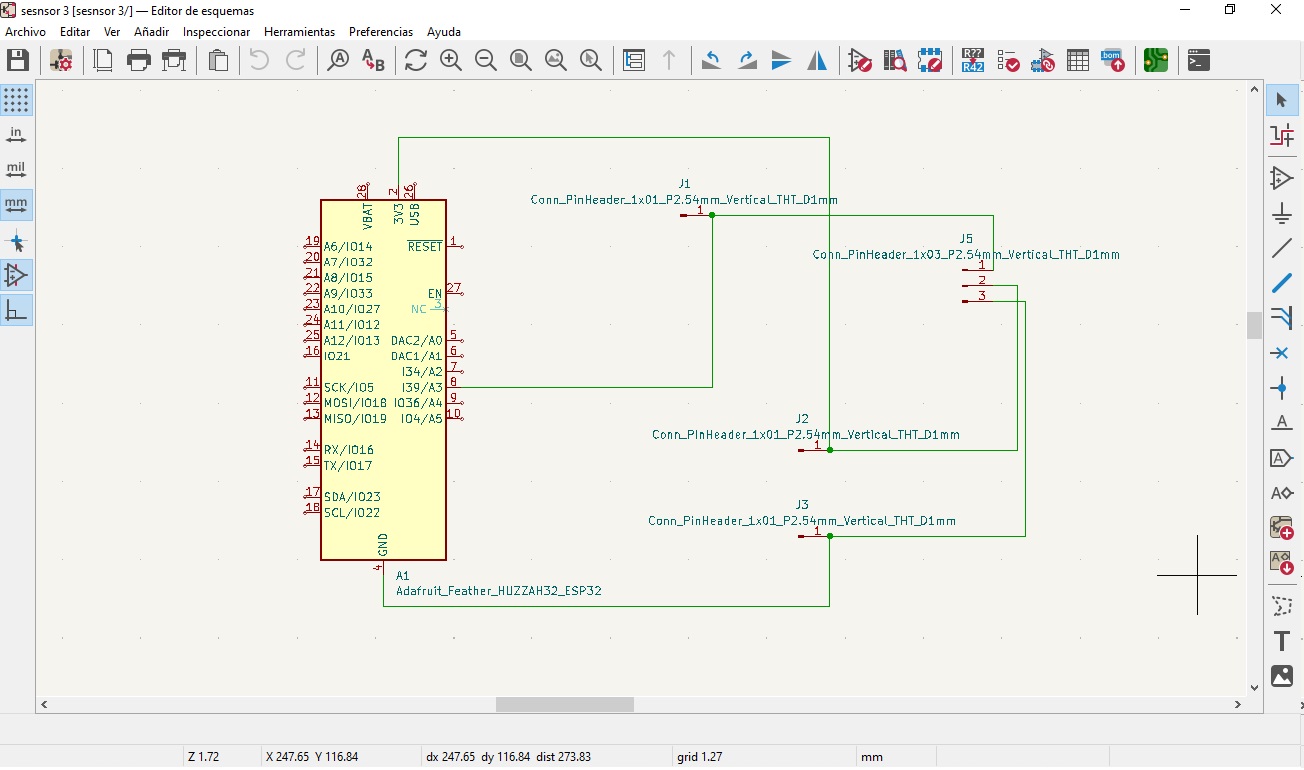 sesnsor 3 [sesnsor 3/] — Editor de esquemas
Archivo Editar Ver Añadir Inspeccionar Herramientas Preferencias Ayuda
R??
R42
bom
in
mil
mm
J1
Conn_PinHeader_1x01_P2.54mm_Vertical_THT_D1mm
1
J5
Conn_PinHeader_1x03_P2.54mm_Vertical_THT_D1mm
1
2
3
28 2 26
VBAT 3V3 USB
19 A6/IO14 RESET 1
20 A7/IO32
21 A8/IO15
22 A9/IO33 EN 27
23 A10/IO27 NC 3
24 A11/IO12
25 A12/IO13 DAC2/A0 5
16 IO21 DAC1/A1 6
I34/A2 7
11 SCK/IO5 I39/A3 8
12 MOSI/IO18 IO36/A4 9
13 MISO/IO19 IO4/A5 10
14 RX/IO16
15 TX/IO17
17 SDA/IO23
18 SCL/IO22
GND
4
A1
Adafruit_Feather_HUZZAH32_ESP32
J2
Conn_PinHeader_1x01_P2.54mm_Vertical_THT_D1mm
1
J3
Conn_PinHeader_1x01_P2.54mm_Vertical_THT_D1mm
1
Z 1.72 X 247.65 Y 116.84 dx 247.65 dy 116.84 dist 273.83 grid 1.27 mm